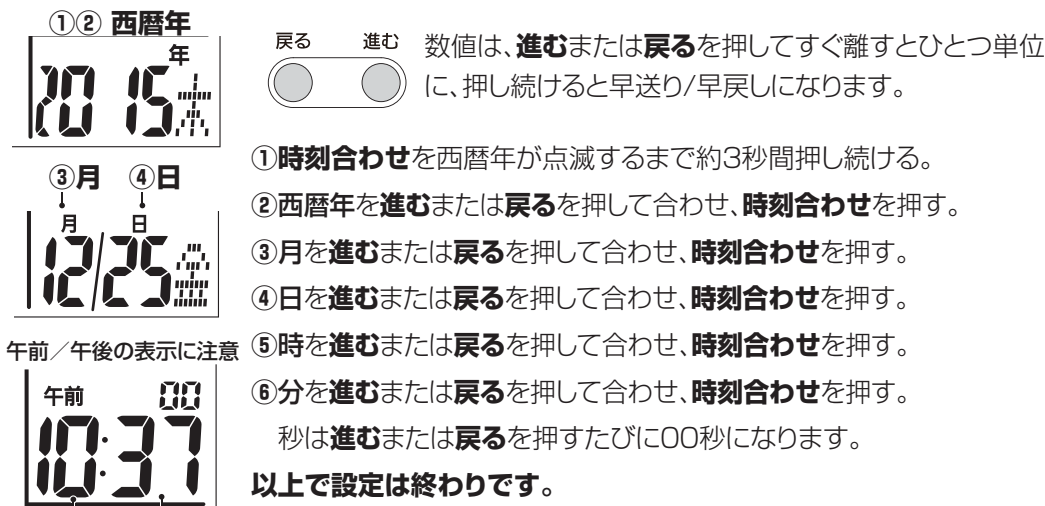 ①② 西暦年
年
20 15 木
③月 ④日
月 日
12/25 金
午前／午後の表示に注意
午前 00
10:37
戻る 進む
数値は、進むまたは戻るを押してすぐ離すとひとつ単位
に、押し続けると早送り/早戻しになります。
①時刻合わせを西暦年が点滅するまで約3秒間押し続ける。
②西暦年を進むまたは戻るを押して合わせ、時刻合わせを押す。
③月を進むまたは戻るを押して合わせ、時刻合わせを押す。
④日を進むまたは戻るを押して合わせ、時刻合わせを押す。
⑤時を進むまたは戻るを押して合わせ、時刻合わせを押す。
⑥分を進むまたは戻るを押して合わせ、時刻合わせを押す。
秒は進むまたは戻るを押すたびに00秒になります。
以上で設定は終わりです。